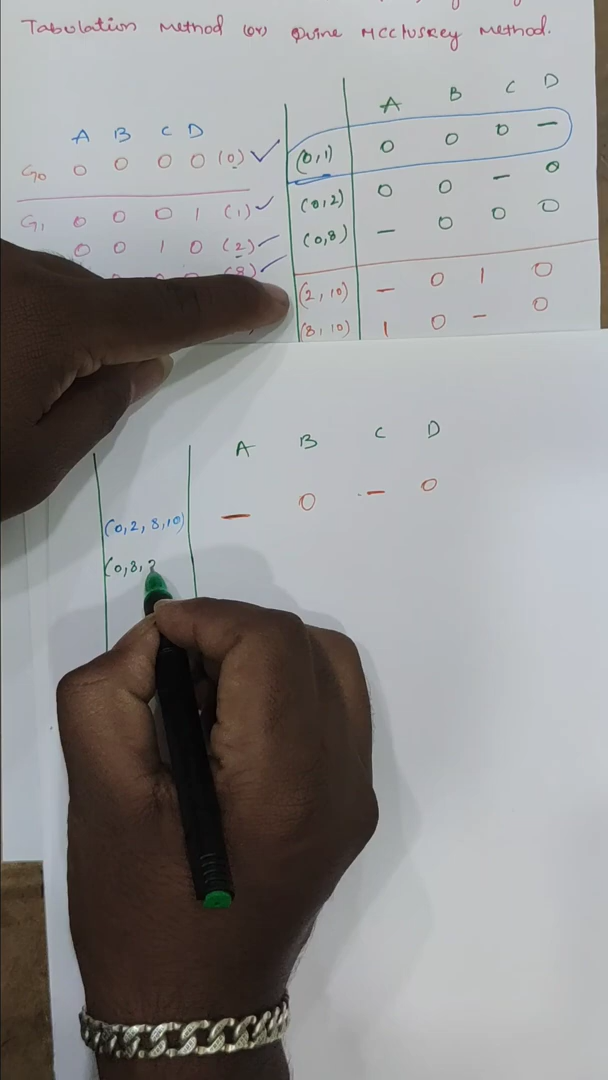 Tabulation Method (or) Quine MCCluskey Method.
A B C D
G0 0 0 0 0 (0) ✓
G1 0 0 0 1 (1) ✓
0 0 1 0 (2) ✓
(8) ✓
A B C D
(0,1) 0 0 0 –
(0,2) 0 0 – 0
(0,8) – 0 0 0
(2,10) – 0 1 0
(8,10) 1 0 – 0
A B C D
(0,2,8,10) – 0 – 0
(0,8,2